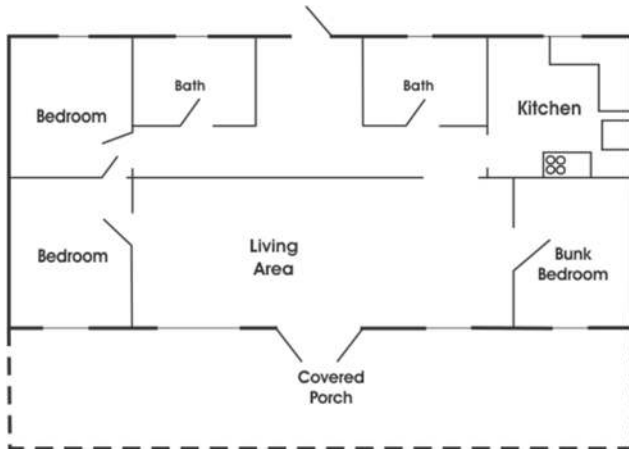 Bath
Bath
Bedroom
Kitchen
Bedroom
Living
Area
Bunk
Bedroom
Covered
Porch